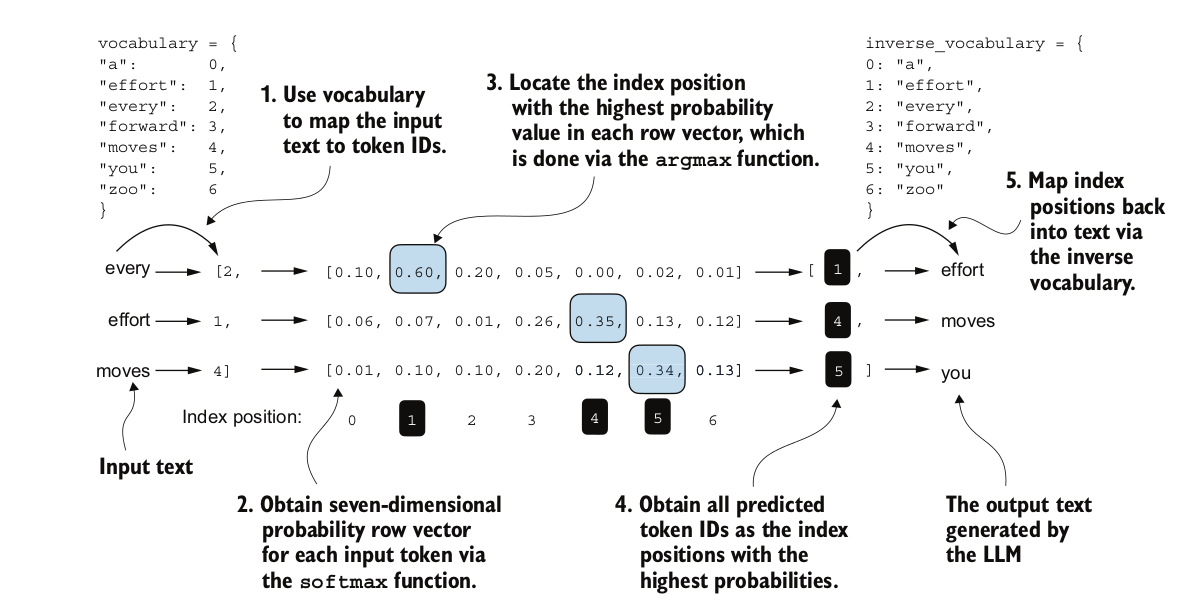 vocabulary = {
"a": 0,
"effort": 1,
"every": 2,
"forward": 3,
"moves": 4,
"you": 5,
"zoo": 6
}
1. Use vocabulary
to map the input
text to token IDs.
3. Locate the index position
with the highest probability
value in each row vector, which
is done via the argmax function.
inverse_vocabulary = {
0: "a",
1: "effort",
2: "every",
3: "forward",
4: "moves",
5: "you",
6: "zoo"
}
5. Map index
positions back
into text via
the inverse
vocabulary.
every [2, [0.10, 0.60, 0.20, 0.05, 0.00, 0.02, 0.01] [ 1 , effort
effort 1, [0.06, 0.07, 0.01, 0.26, 0.35, 0.13, 0.12] 4 , moves
moves 4] [0.01, 0.10, 0.10, 0.20, 0.12, 0.34, 0.13] 5 ] you
Index position: 0 1 2 3 4 5 6
Input text
2. Obtain seven-dimensional
probability row vector
for each input token via
the softmax function.
4. Obtain all predicted
token IDs as the index
positions with the
highest probabilities.
The output text
generated by
the LLM